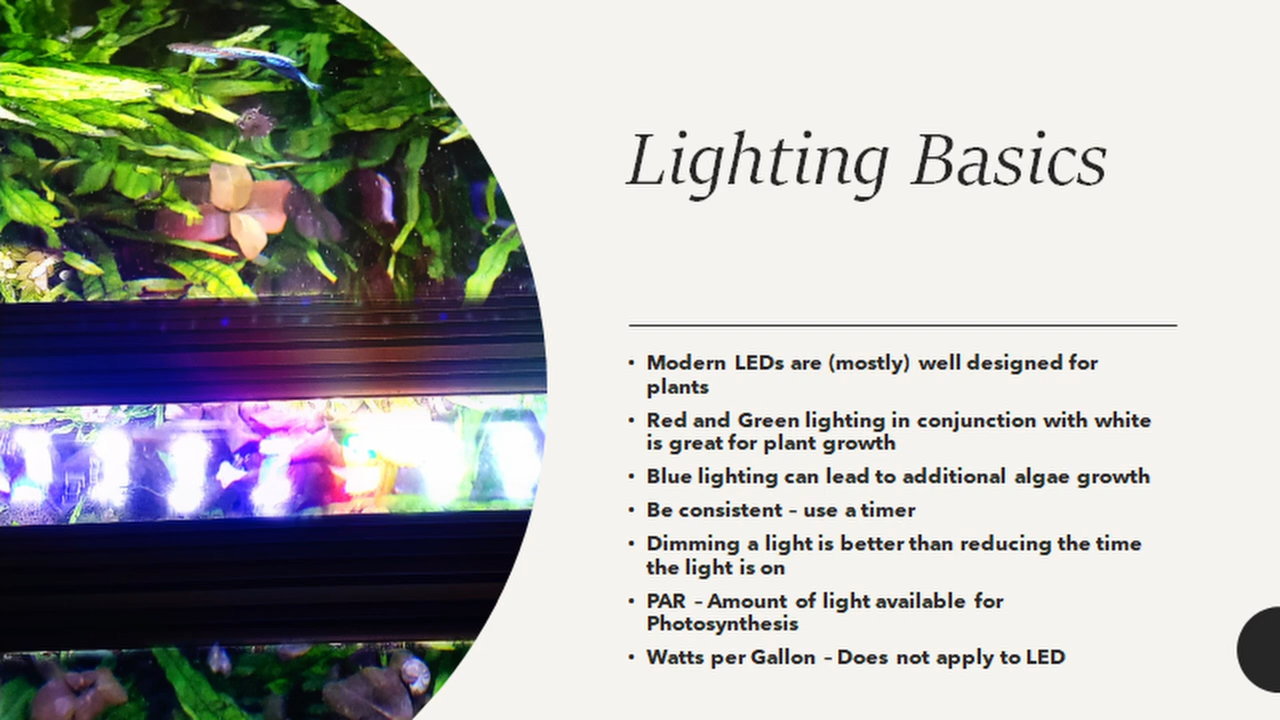 Lighting Basics
• Modern LEDs are (mostly) well designed for
plants
• Red and Green lighting in conjunction with white
is great for plant growth
• Blue lighting can lead to additional algae growth
• Be consistent – use a timer
• Dimming a light is better than reducing the time
the light is on
• PAR – Amount of light available for
Photosynthesis
• Watts per Gallon – Does not apply to LED